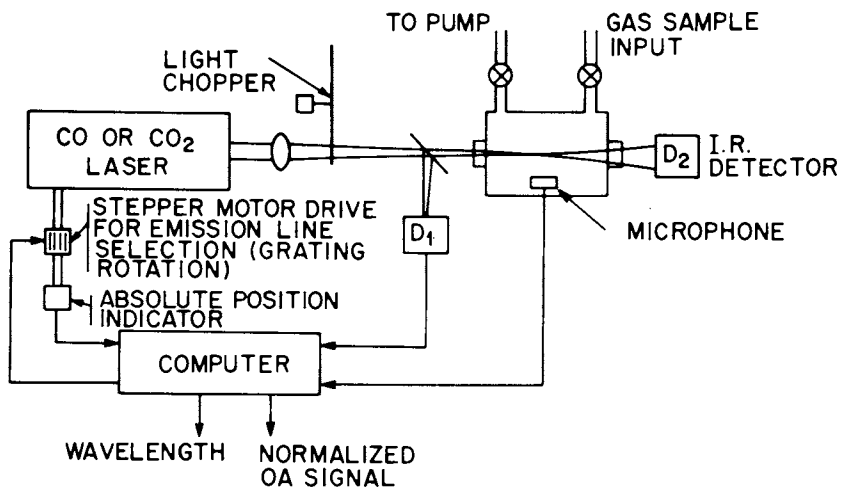 TO PUMP
GAS SAMPLE
INPUT
LIGHT
CHOPPER
CO OR CO₂
LASER
D₂
I.R.
DETECTOR
D₁
MICROPHONE
STEPPER MOTOR DRIVE
FOR EMISSION LINE
SELECTION (GRATING
ROTATION)
ABSOLUTE POSITION
INDICATOR
COMPUTER
WAVELENGTH
NORMALIZED
OA SIGNAL